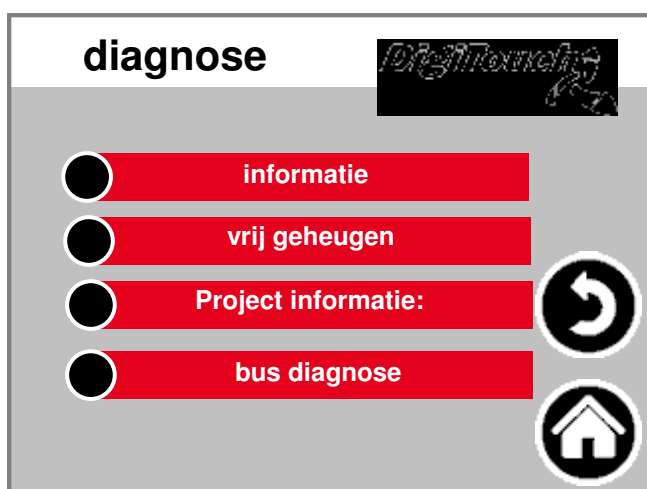 diagnose
DigiTouch
informatie
vrij geheugen
Project informatie:
bus diagnose